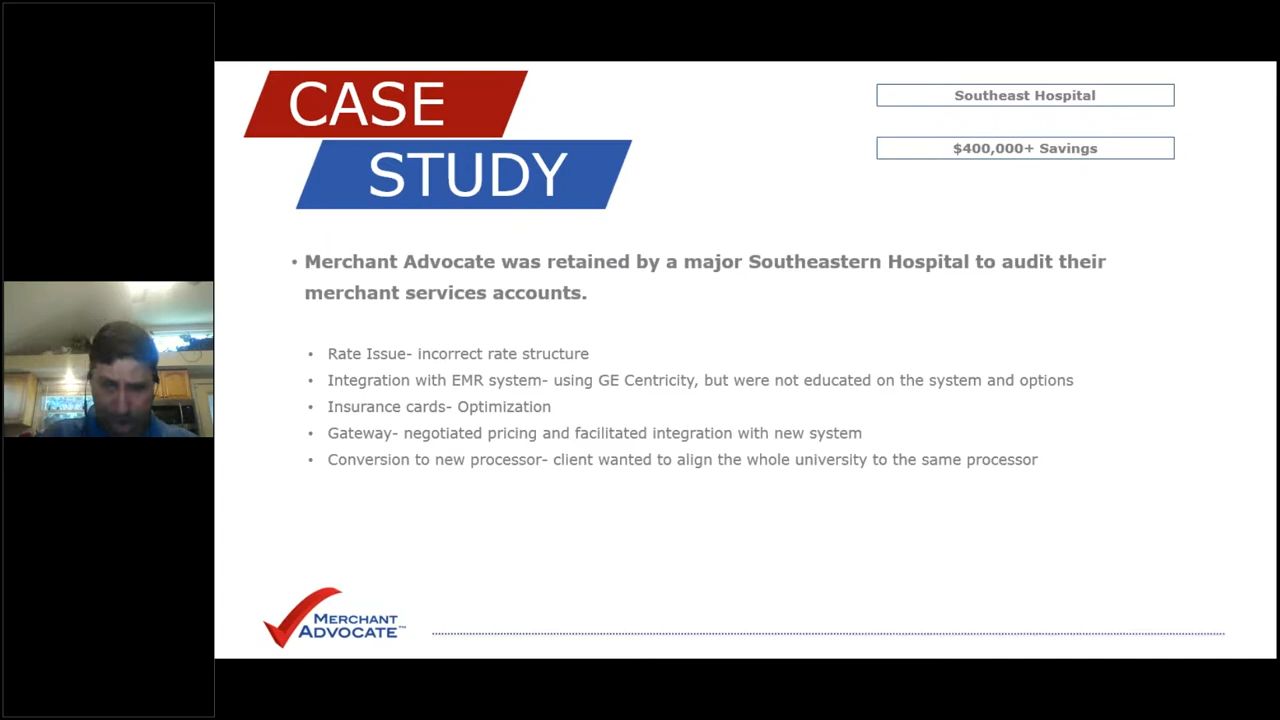 CASE
STUDY
Southeast Hospital
$400,000+ Savings
• Merchant Advocate was retained by a major Southeastern Hospital to audit their
merchant services accounts.
• Rate Issue- incorrect rate structure
• Integration with EMR system- using GE Centricity, but were not educated on the system and options
• Insurance cards- Optimization
• Gateway- negotiated pricing and facilitated integration with new system
• Conversion to new processor- client wanted to align the whole university to the same processor
MERCHANT
ADVOCATE™